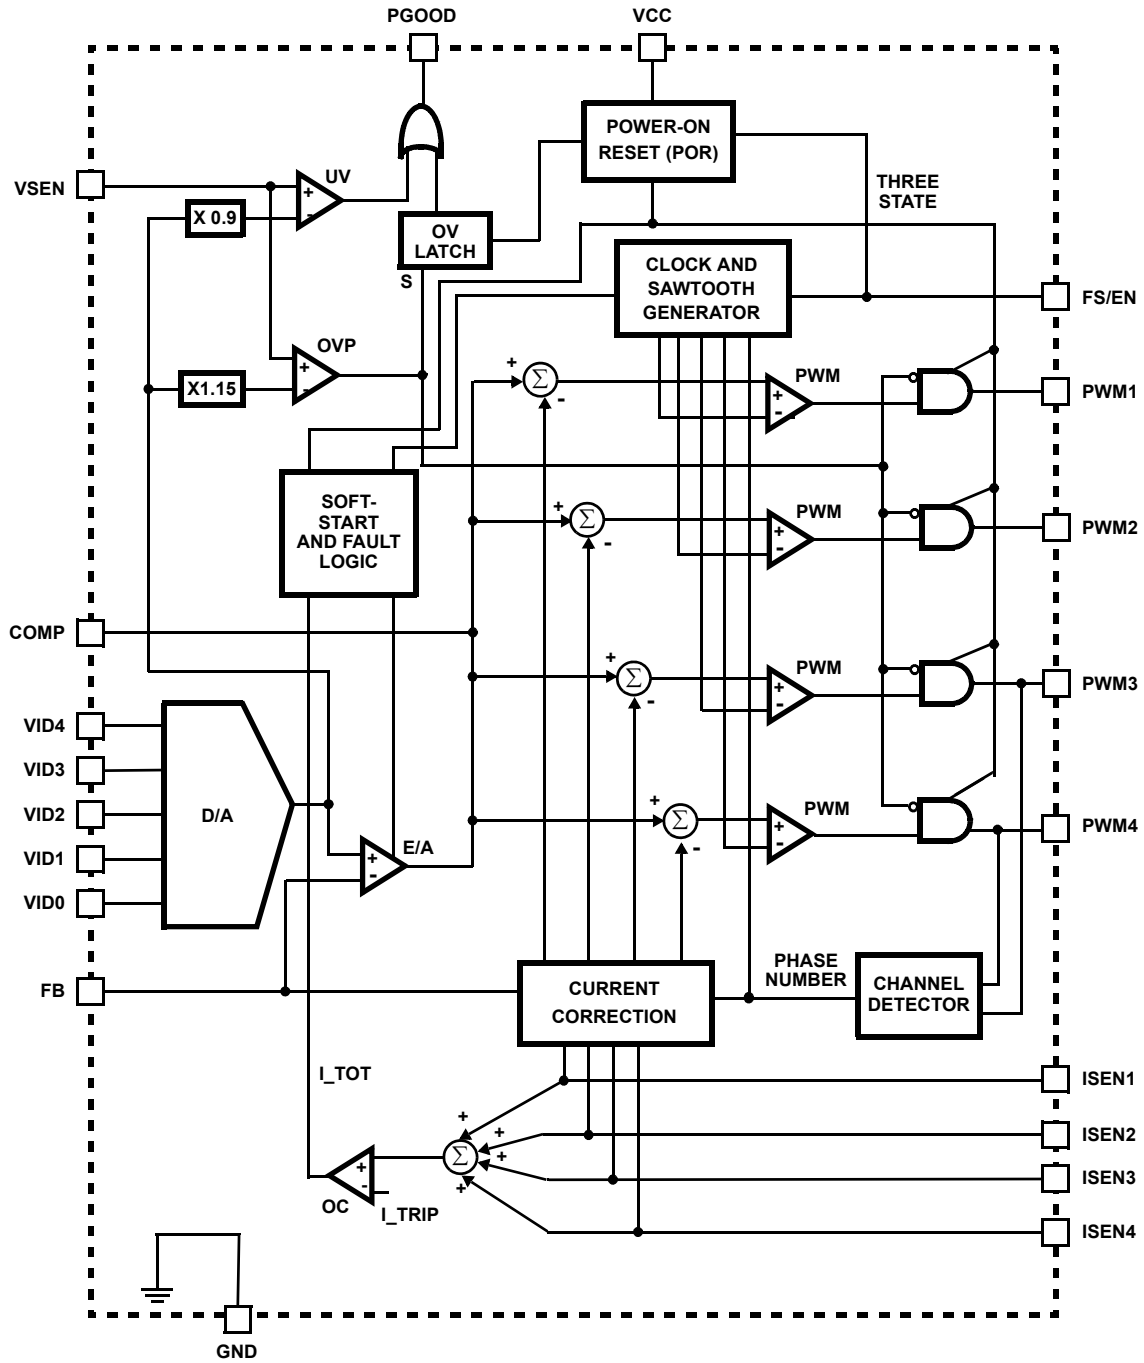 PGOOD
VCC
POWER-ON
RESET (POR)
VSEN
+
-
UV
X 0.9
THREE
STATE
OV
LATCH
S
CLOCK AND
SAWTOOTH
GENERATOR
FS/EN
OVP
+
-
X1.15
+
Σ
-
PWM
+
-
PWM1
SOFT-
START
AND FAULT
LOGIC
+
Σ
-
PWM
+
-
PWM2
COMP
+
Σ
-
PWM
+
-
PWM3
VID4
VID3
VID2
VID1
VID0
D/A
+
Σ
-
PWM
+
-
PWM4
E/A
+
-
FB
CURRENT
CORRECTION
PHASE
NUMBER
CHANNEL
DETECTOR
I_TOT
ISEN1
+
+
ISEN2
Σ
+
+
ISEN3
+
-
OC
I_TRIP
ISEN4
GND